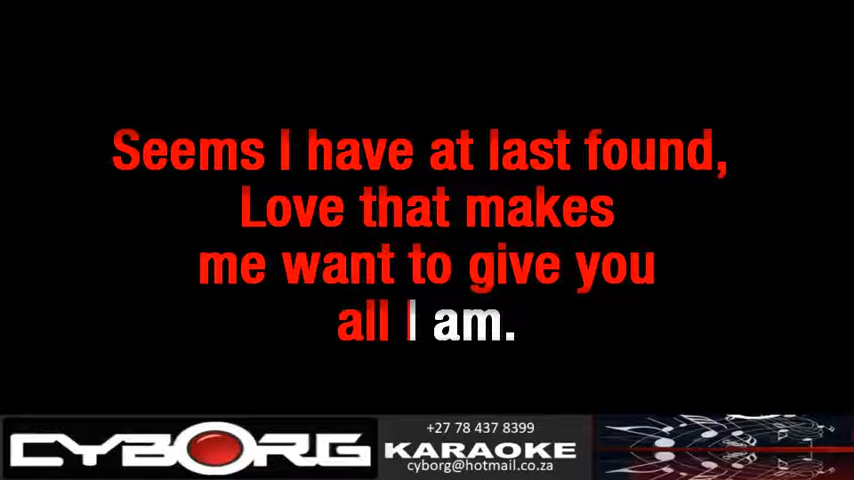 Seems I have at last found,
Love that makes
me want to give you
all I am.
CYBORG
+27 78 437 8399
KARAOKE
cyborg@hotmail.co.za